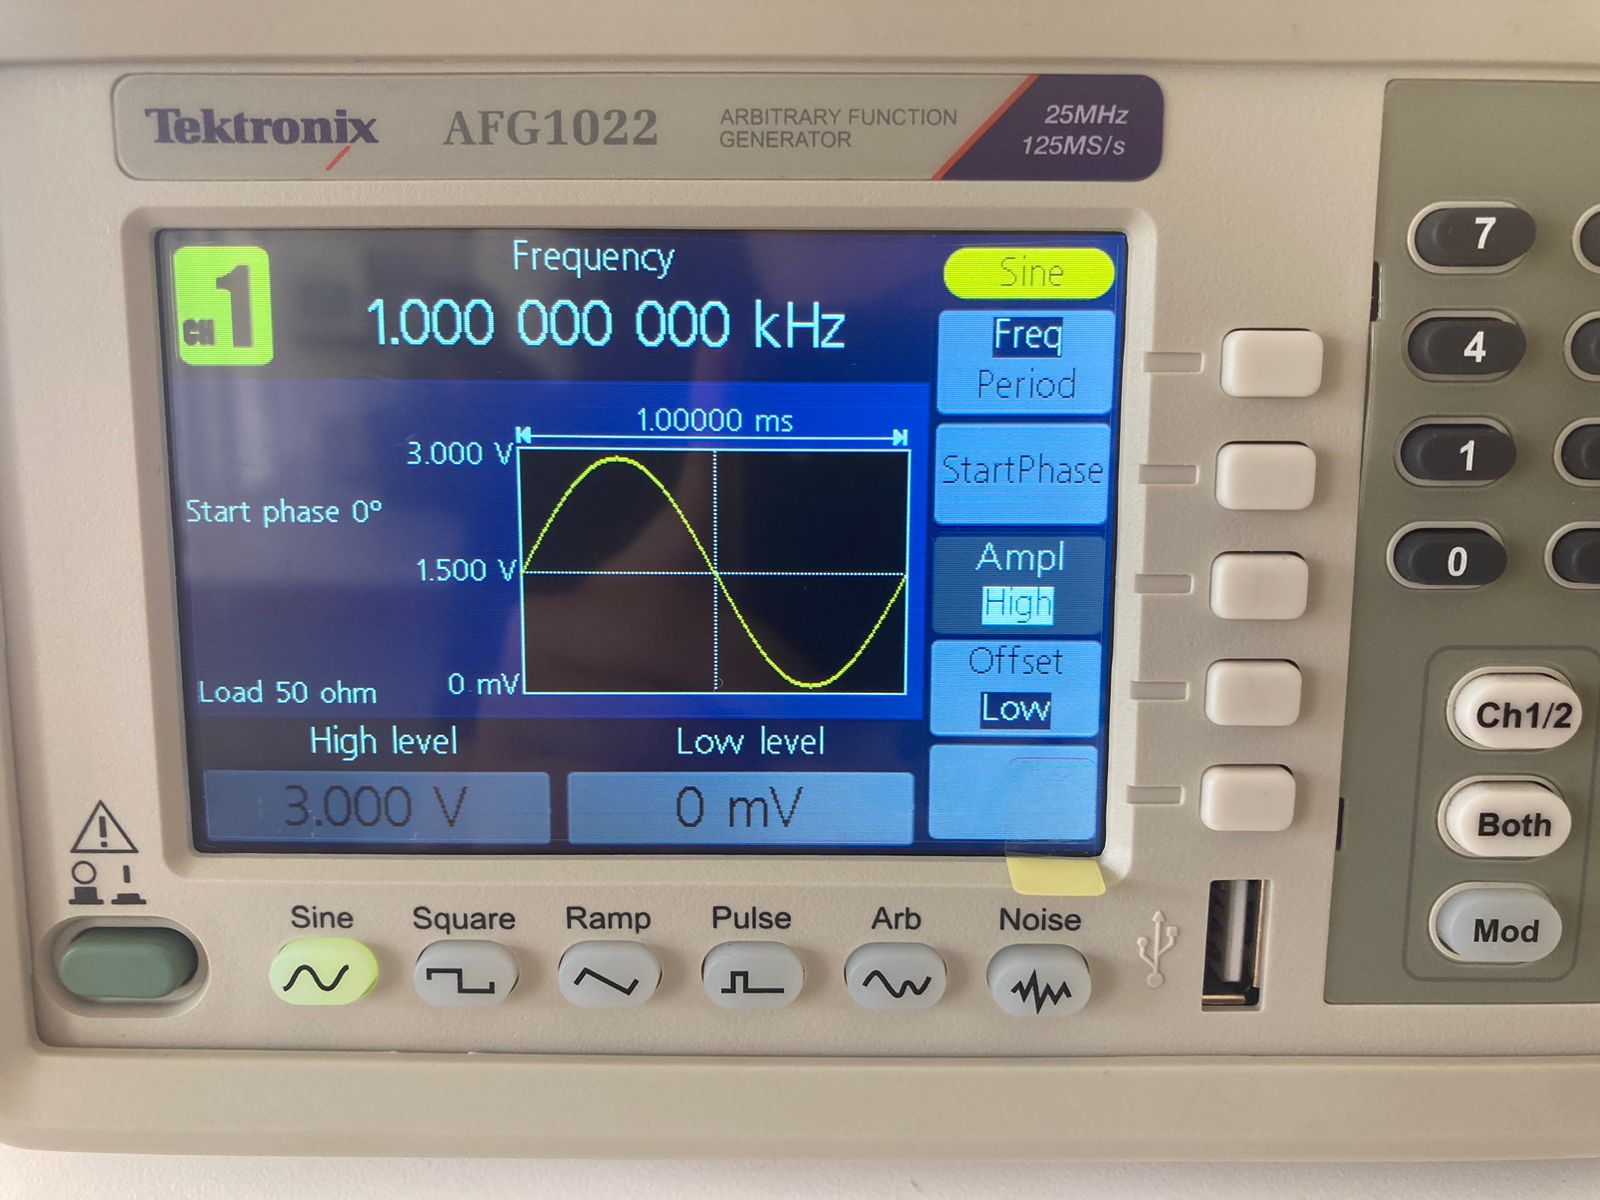 Tektronix
AFG1022
ARBITRARY FUNCTION
GENERATOR
25MHz
125MS/s
CH1
Frequency
1.000 000 000 kHz
Sine
Freq
Period
StartPhase
Ampl
High
Offset
Low
1.00000 ms
3.000 V
Start phase 0°
1.500 V
Load 50 ohm
0 mV
High level
Low level
3.000 V
0 mV
7
4
1
0
Ch1/2
Both
Mod
Sine
Square
Ramp
Pulse
Arb
Noise